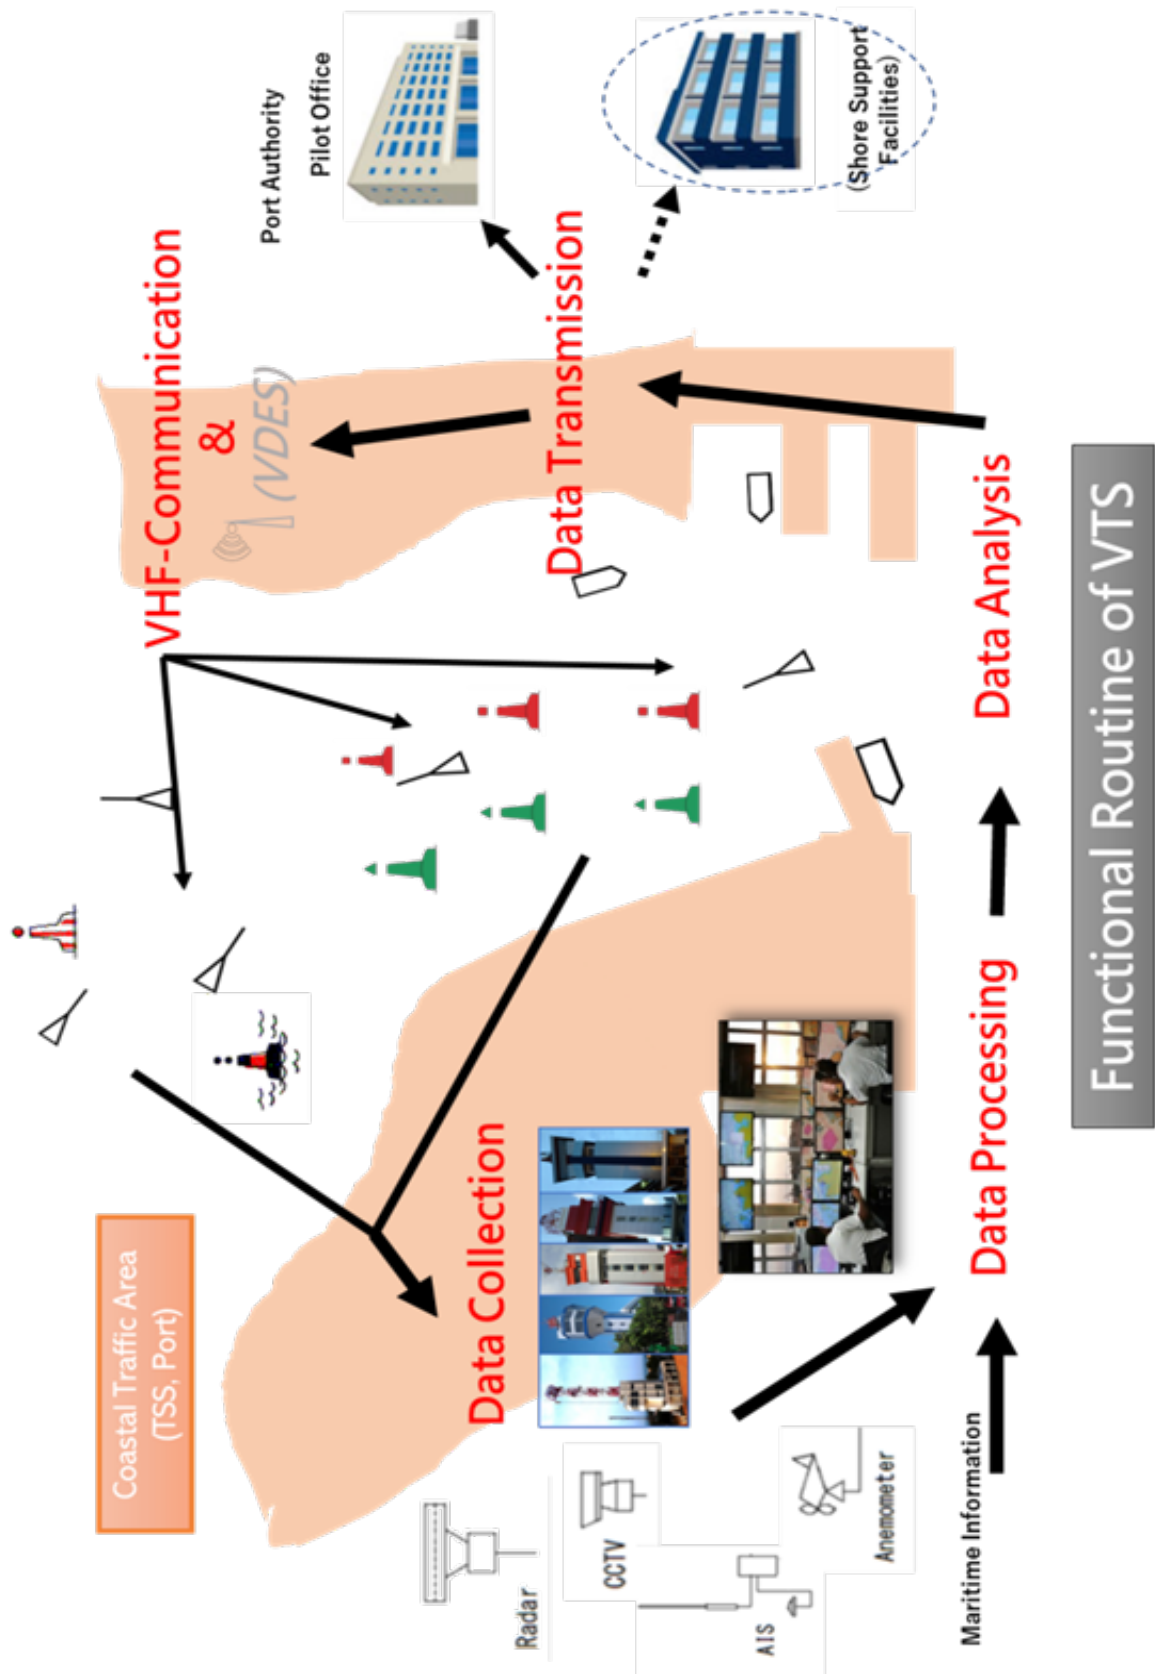 Coastal Traffic Area
(TSS, Port)
VHF-Communication
&
(VDES)
Port Authority
Pilot Office
Data Collection
Data Transmission
(Shore Support
Facilities)
Radar
CCTV
AIS
Anemometer
Maritime Information
Data Processing
Data Analysis
Functional Routine of VTS